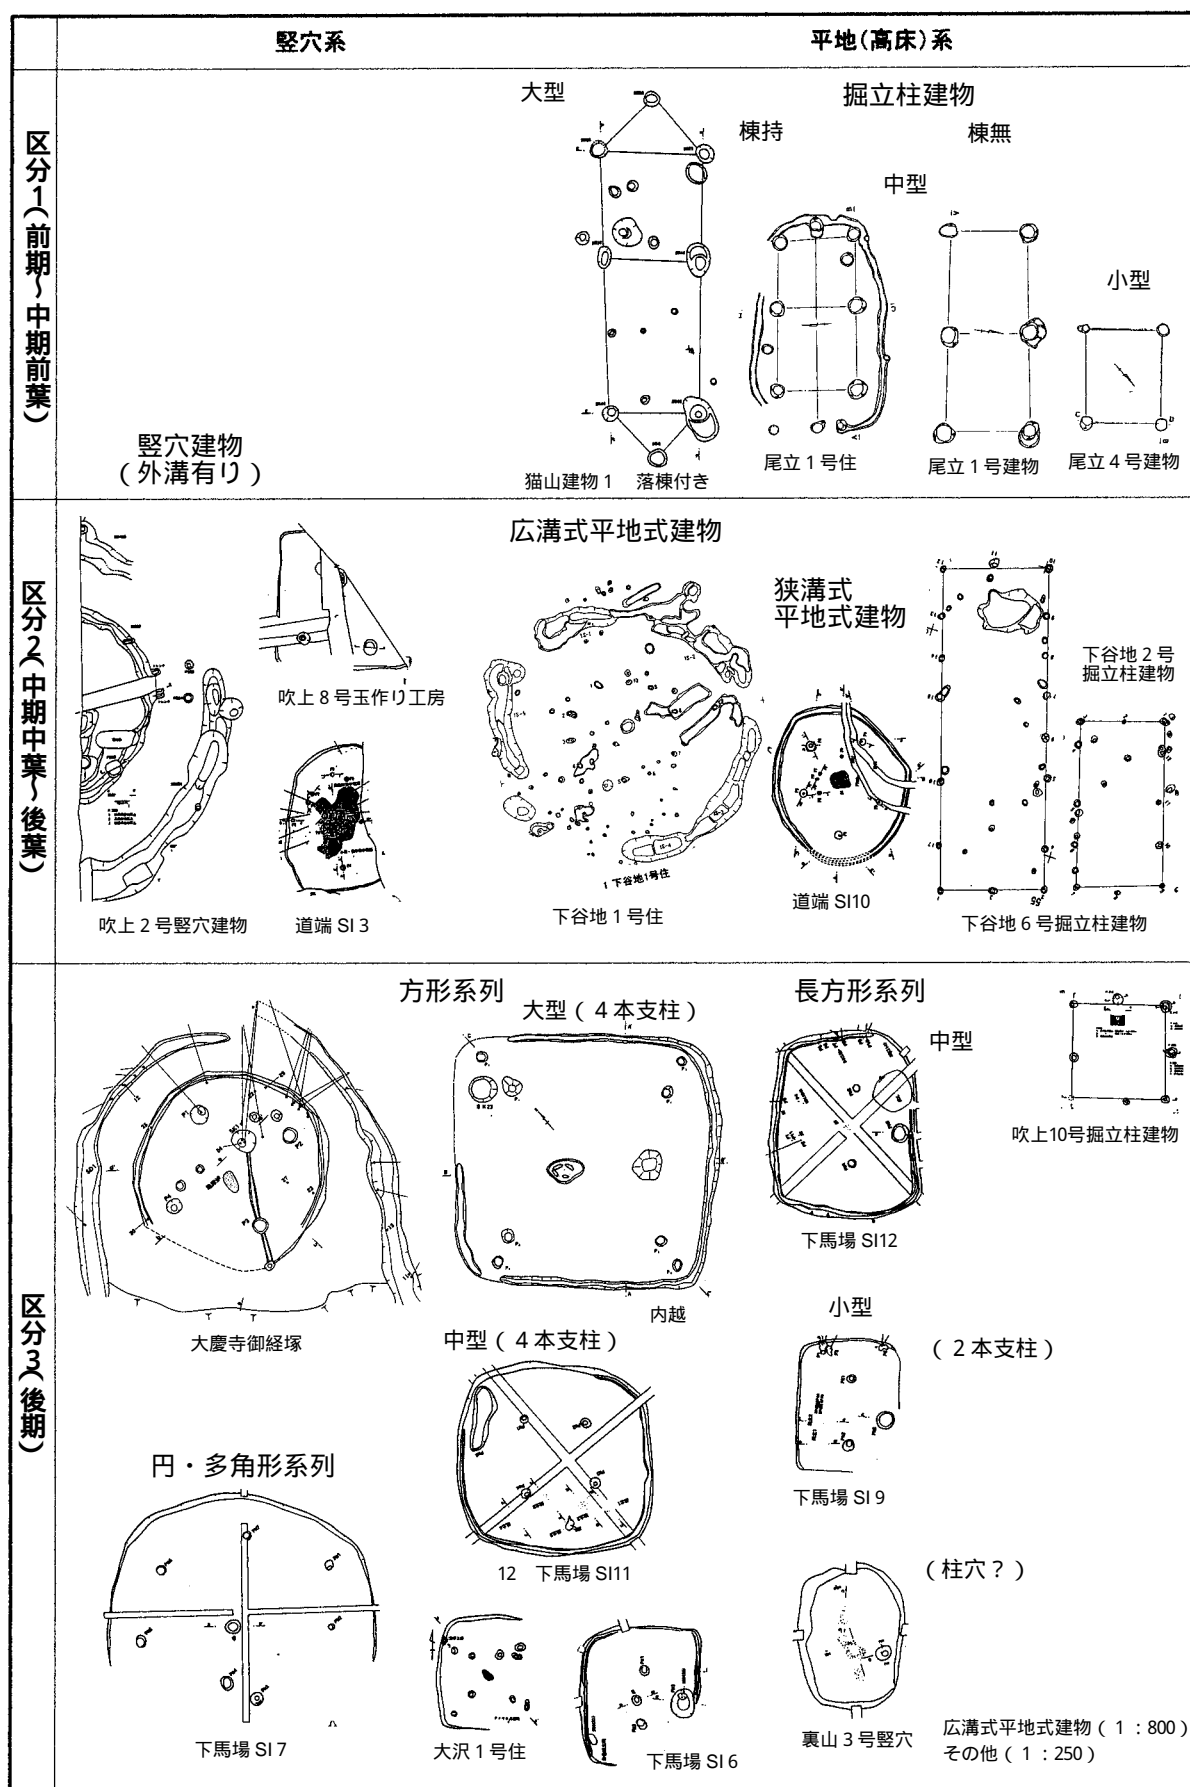 竪穴系
平地(高床)系
区分1(前期～中期前葉)
大型
掘立柱建物
棟持
棟無
中型
小型
竪穴建物
(外溝有り)
猫山建物1 落棟付き
尾立1号住
尾立1号建物
尾立4号建物
区分2(中期中葉～後葉)
広溝式平地式建物
狭溝式
平地式建物
下谷地2号
掘立柱建物
吹上8号玉作り工房
吹上2号竪穴建物
道端 SI 3
1 下谷地1号住
下谷地1号住
道端 SI10
下谷地6号掘立柱建物
区分3(後期)
方形系列
長方形系列
大型(4本支柱)
中型
吹上10号掘立柱建物
下馬場 SI12
大慶寺御経塚
内越
小型
中型(4本支柱)
(2本支柱)
円・多角形系列
下馬場 SI 9
12 下馬場 SI11
(柱穴?)
下馬場 SI 7
大沢1号住
下馬場 SI 6
裏山3号竪穴
広溝式平地式建物(1:800)
その他(1:250)